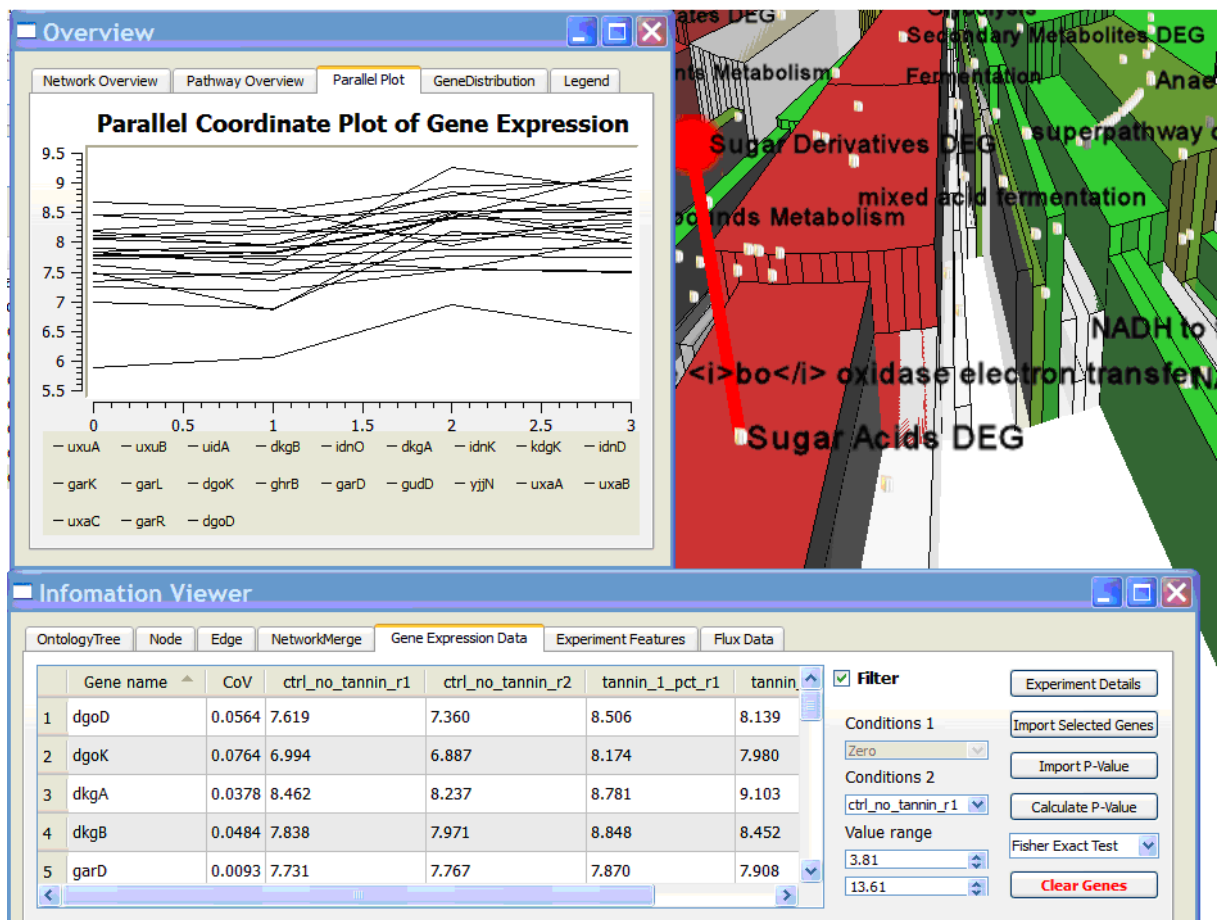 Overview
Network Overview Pathway Overview Parallel Plot GeneDistribution Legend
Parallel Coordinate Plot of Gene Expression
9.5
9
8.5
8
7.5
7
6.5
6
5.5
0 0.5 1 1.5 2 2.5 3
uxuA uxuB uidA dkgB idnO dkgA idnK kdgK idnD
garK garL dgoK ghrB garD gudD yjjN uxaA uxaB
uxaC garR dgoD
DEG
Secondary Metabolites DEG
Metabolism
Fermentation
Sugar Derivatives DEG
superpathway
mixed acid fermentation
Metabolism
NADH to
<i>bo</i> oxidase electron transfer
Sugar Acids DEG
Infomation Viewer
OntologyTree Node Edge NetworkMerge Gene Expression Data Experiment Features Flux Data
Gene name CoV ctrl_no_tannin_r1 ctrl_no_tannin_r2 tannin_1_pct_r1 tannin_
1 dgoD 0.0564 7.619 7.360 8.506 8.139
2 dgoK 0.0764 6.994 6.887 8.174 7.980
3 dkgA 0.0378 8.462 8.237 8.781 9.103
4 dkgB 0.0484 7.838 7.971 8.848 8.452
5 garD 0.0093 7.731 7.767 7.870 7.908
Filter
Conditions 1
Zero
Conditions 2
ctrl_no_tannin_r1
Value range
3.81
13.61
Experiment Details
Import Selected Genes
Import P-Value
Calculate P-Value
Fisher Exact Test
Clear Genes